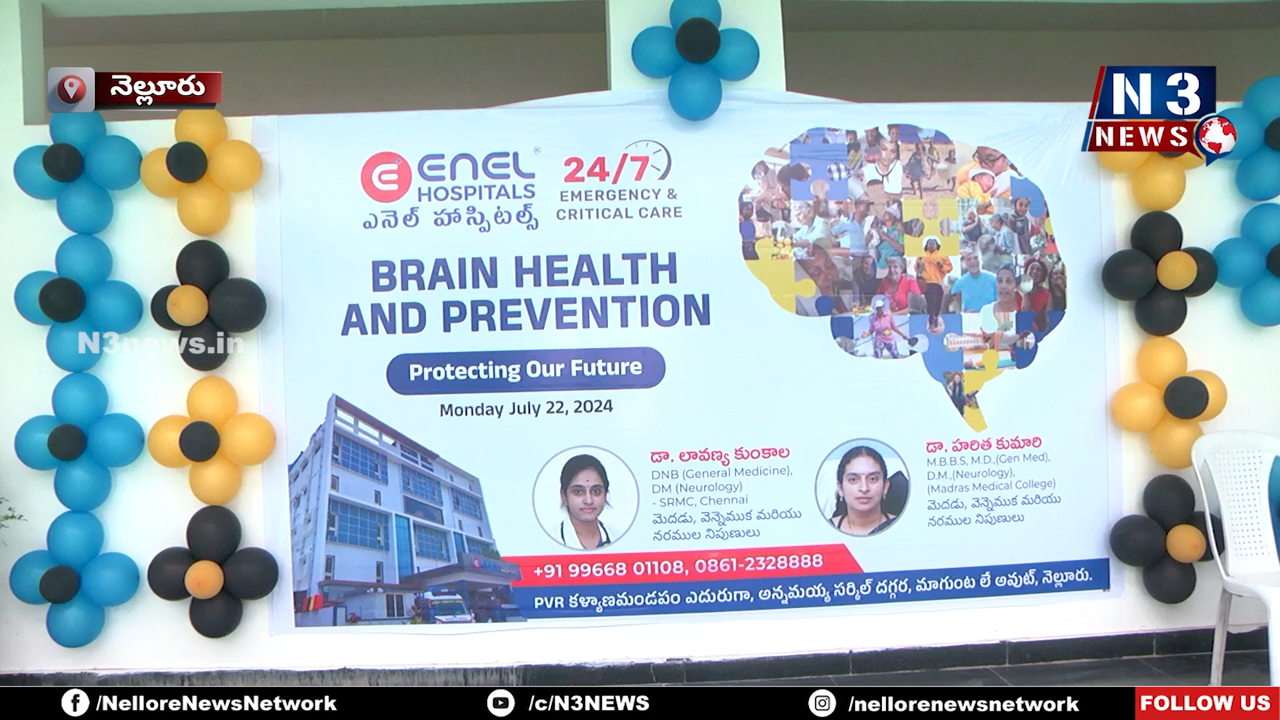 నెల్లూరు
N3
NEWS
ENEL®
HOSPITALS
ఎనెల్ హాస్పిటల్స్
24/7
EMERGENCY &
CRITICAL CARE
BRAIN HEALTH
AND PREVENTION
Protecting Our Future
Monday July 22, 2024
N3news.in
డా. లావణ్య కుంకాల
DNB (General Medicine),
DM (Neurology)
- SRMC, Chennai
మెదడు, వెన్నెముక మరియు
నరముల నిపుణులు
డా. హరిత కుమారి
M.B.B.S, M.D.,(Gen Med),
D.M.,(Neurology),
(Madras Medical College)
మెదడు, వెన్నెముక మరియు
నరముల నిపుణులు
+91 99668 01108, 0861-2328888
PVR కళ్యాణమండపం ఎదురుగా, అన్నమయ్య సర్కిల్ దగ్గర, మాగుంట లే అవుట్, నెల్లూరు.
/NelloreNewsNetwork
/c/N3NEWS
/nellorenewsnetwork
FOLLOW US